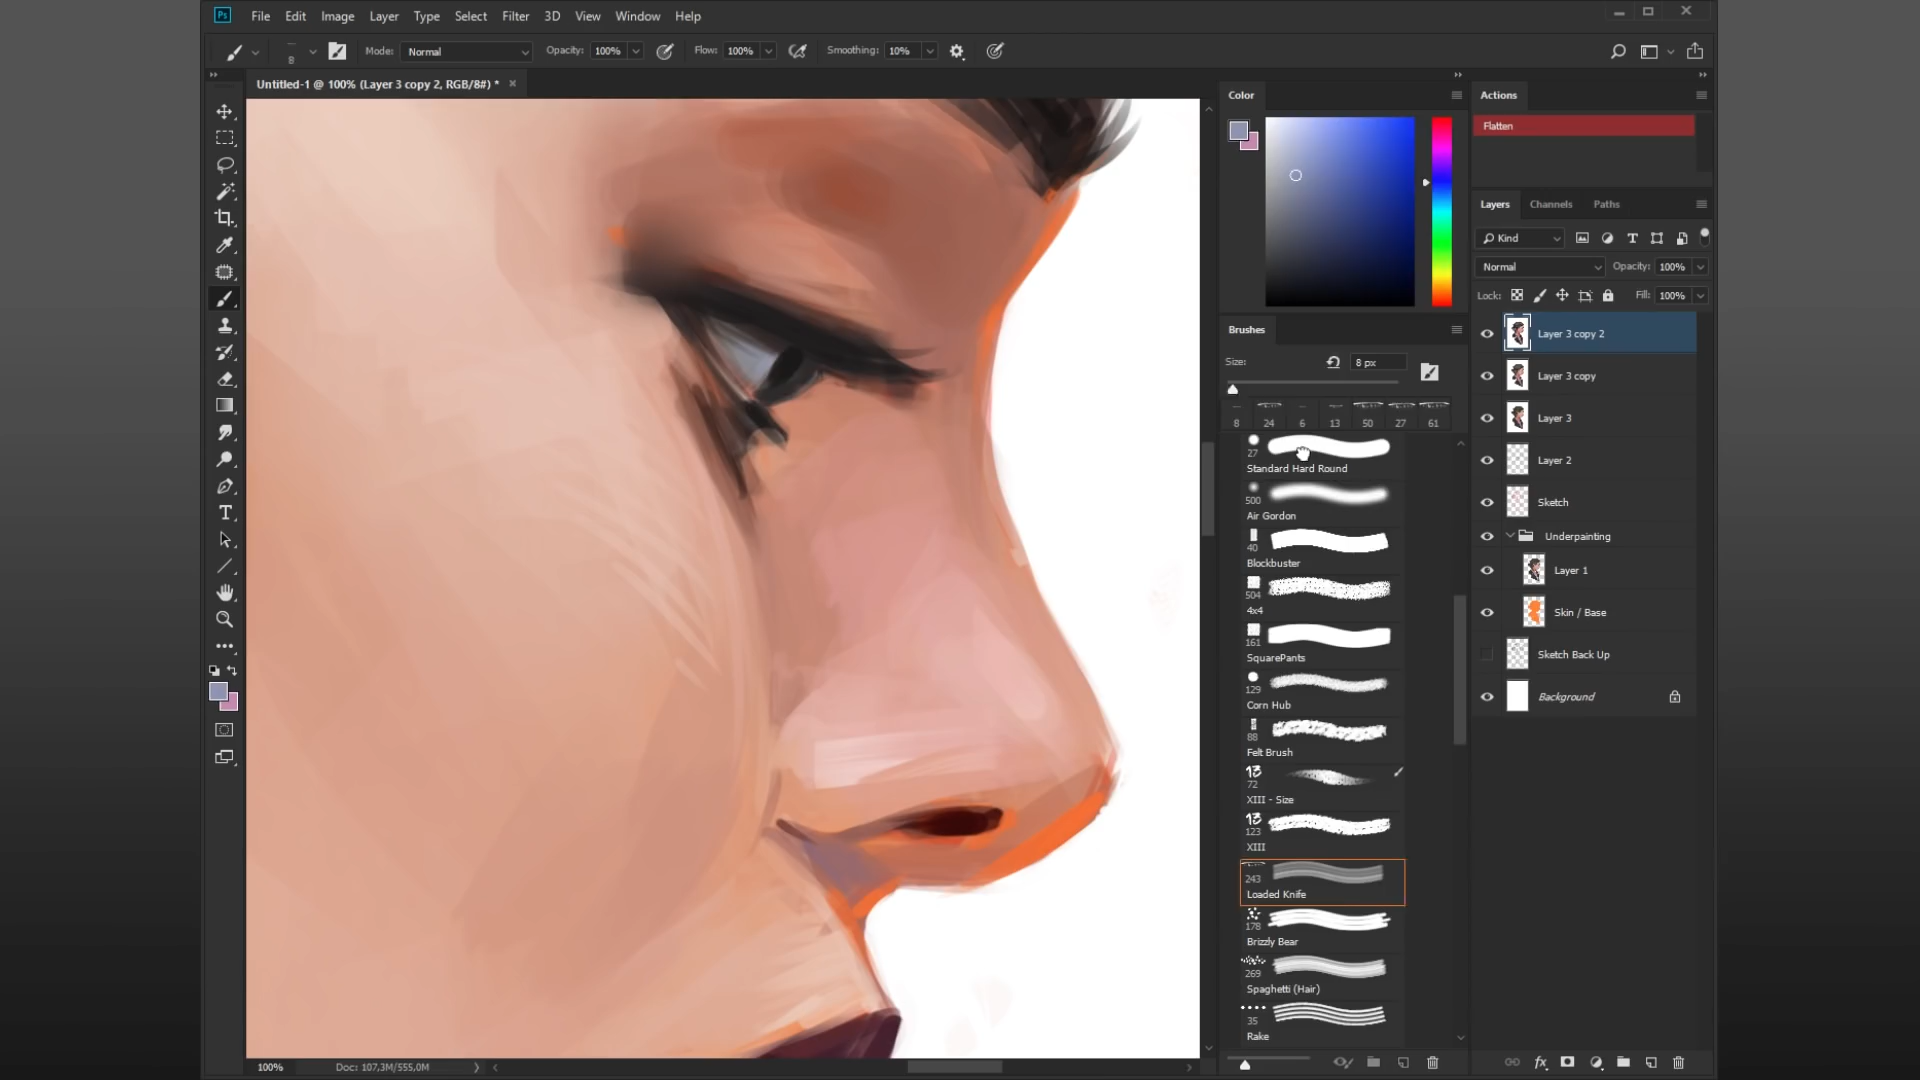 Ps File Edit Image Layer Type Select Filter 3D View Window Help
8 Mode: Normal Opacity: 100% Flow: 100% Smoothing: 10%
Untitled-1 @ 100% (Layer 3 copy 2, RGB/8#) *
Color
Actions
Flatten
Layers Channels Paths
Kind
Normal Opacity: 100%
Lock: Fill: 100%
Brushes
Size: 8 px
8 24 6 13 50 27 61
27
Standard Hard Round
500
Air Gordon
40
Blockbuster
504
4x4
161
SquarePants
129
Corn Hub
88
Felt Brush
13
72
XIII - Size
13
123
XIII
243
Loaded Knife
178
Brizzly Bear
269
Spaghetti (Hair)
35
Rake
Layer 3 copy 2
Layer 3 copy
Layer 3
Layer 2
Sketch
Underpainting
Layer 1
Skin / Base
Sketch Back Up
Background
fx
100% Doc: 107,3M/555,0M